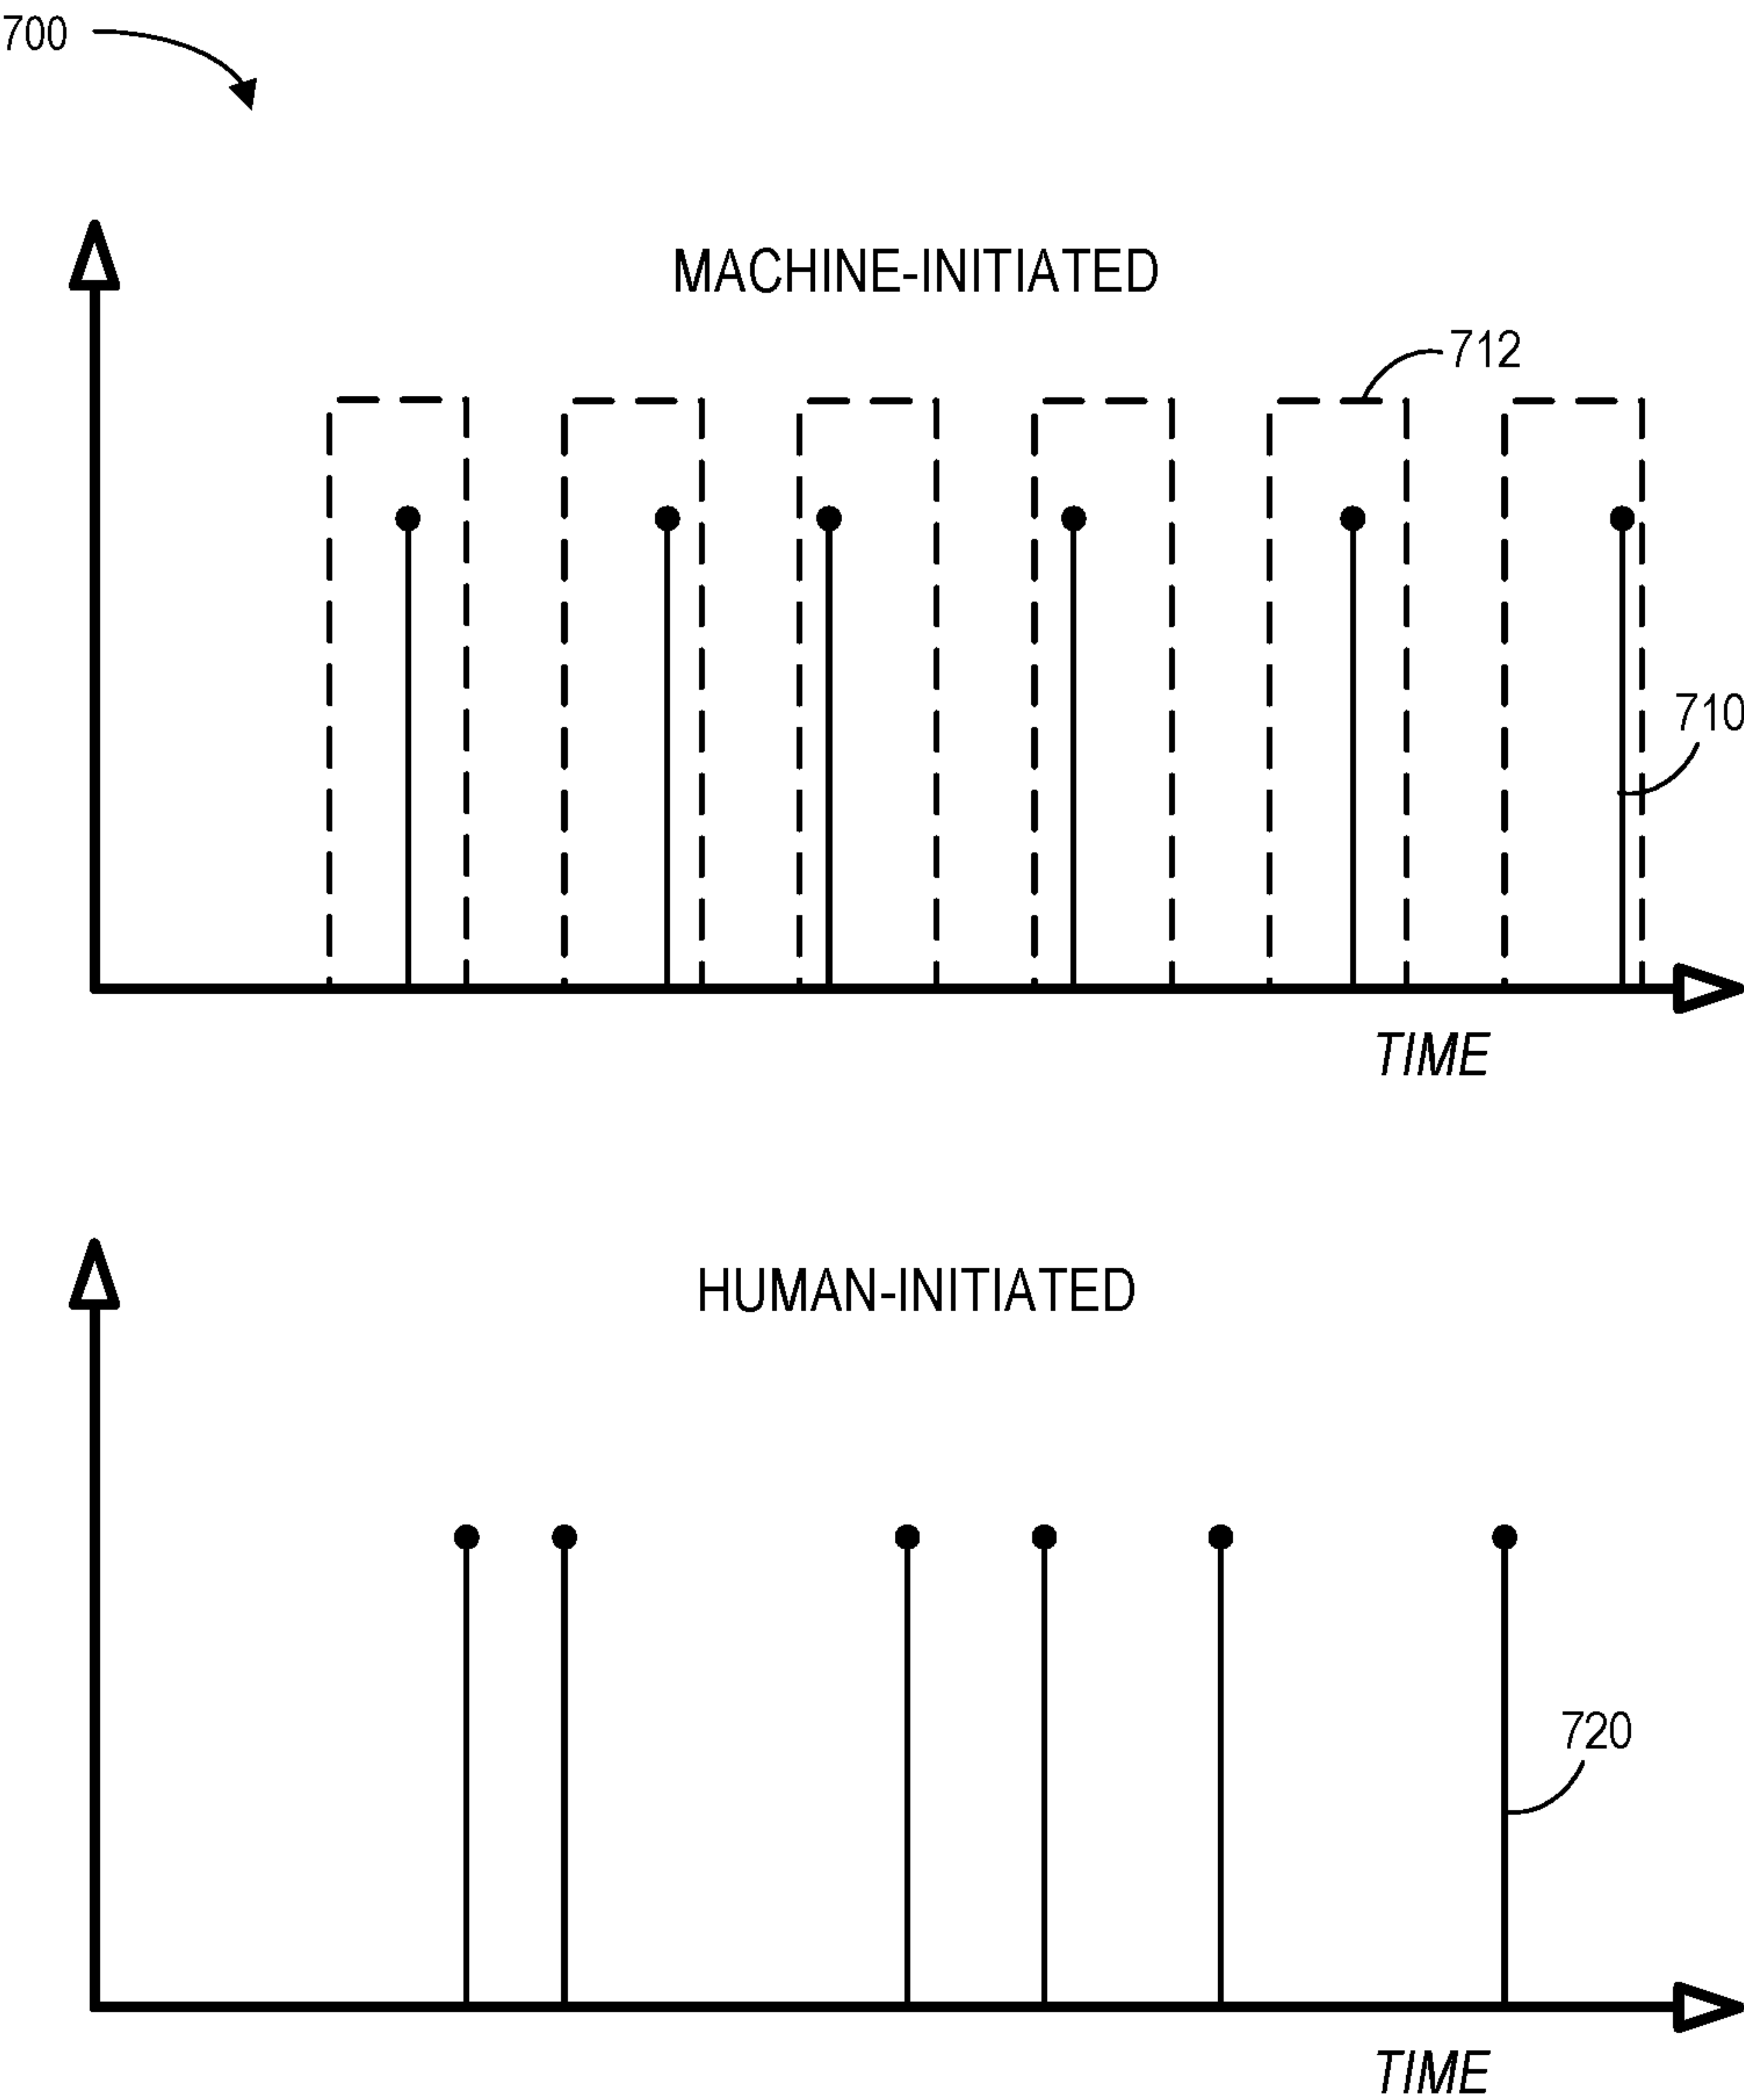 700
MACHINE-INITIATED
712
710
TIME
HUMAN-INITIATED
720
TIME